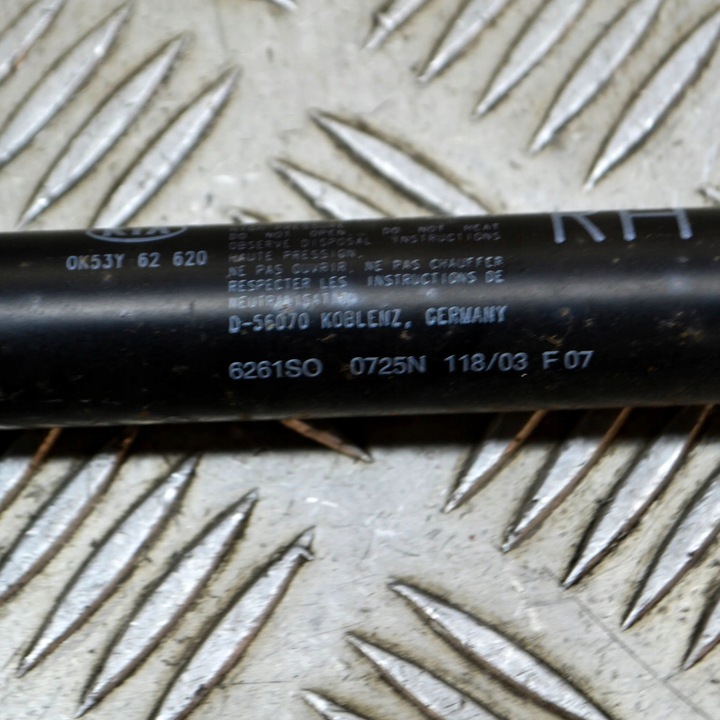 KIA
RH
DO NOT OPEN. DO NOT HEAT
OBSERVE DISPOSAL INSTRUCTIONS
HAUTE PRESSION.
0K53Y 62 620
NE PAS OUVRIR. NE PAS CHAUFFER
RESPECTER LES INSTRUCTIONS DE
NEUTRALISATION
D-56070 KOBLENZ, GERMANY
6261SO 0725N 118/03 F 07